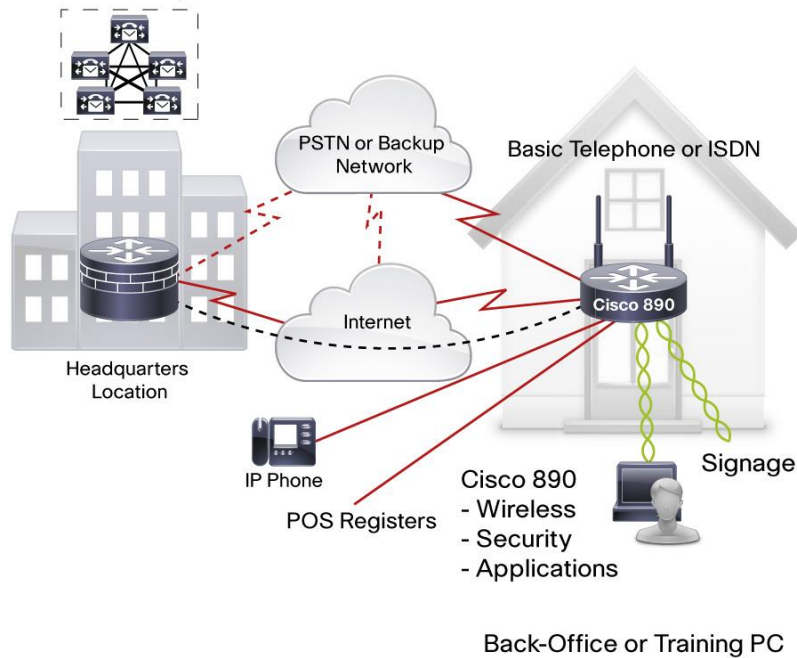 PSTN or Backup
Network
Basic Telephone or ISDN
Cisco 890
Internet
Headquarters
Location
IP Phone
POS Registers
Cisco 890
- Wireless
- Security
- Applications
Signage
Back-Office or Training PC